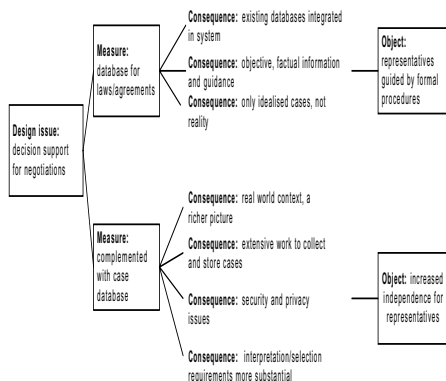 Design issue:
decision support
for negotiations
Measure:
database for
laws/agreements
Consequence: existing databases integrated
in system
Consequence: objective, factual information
and guidance
Consequence: only idealised cases, not
reality
Object:
representatives
guided by formal
procedures
Measure:
complemented
with case
database
Consequence: real world context, a
richer picture
Consequence: extensive work to collect
and store cases
Consequence: security and privacy
issues
Consequence: interpretation/selection
requirements more substantial
Object: increased
independence for
representatives